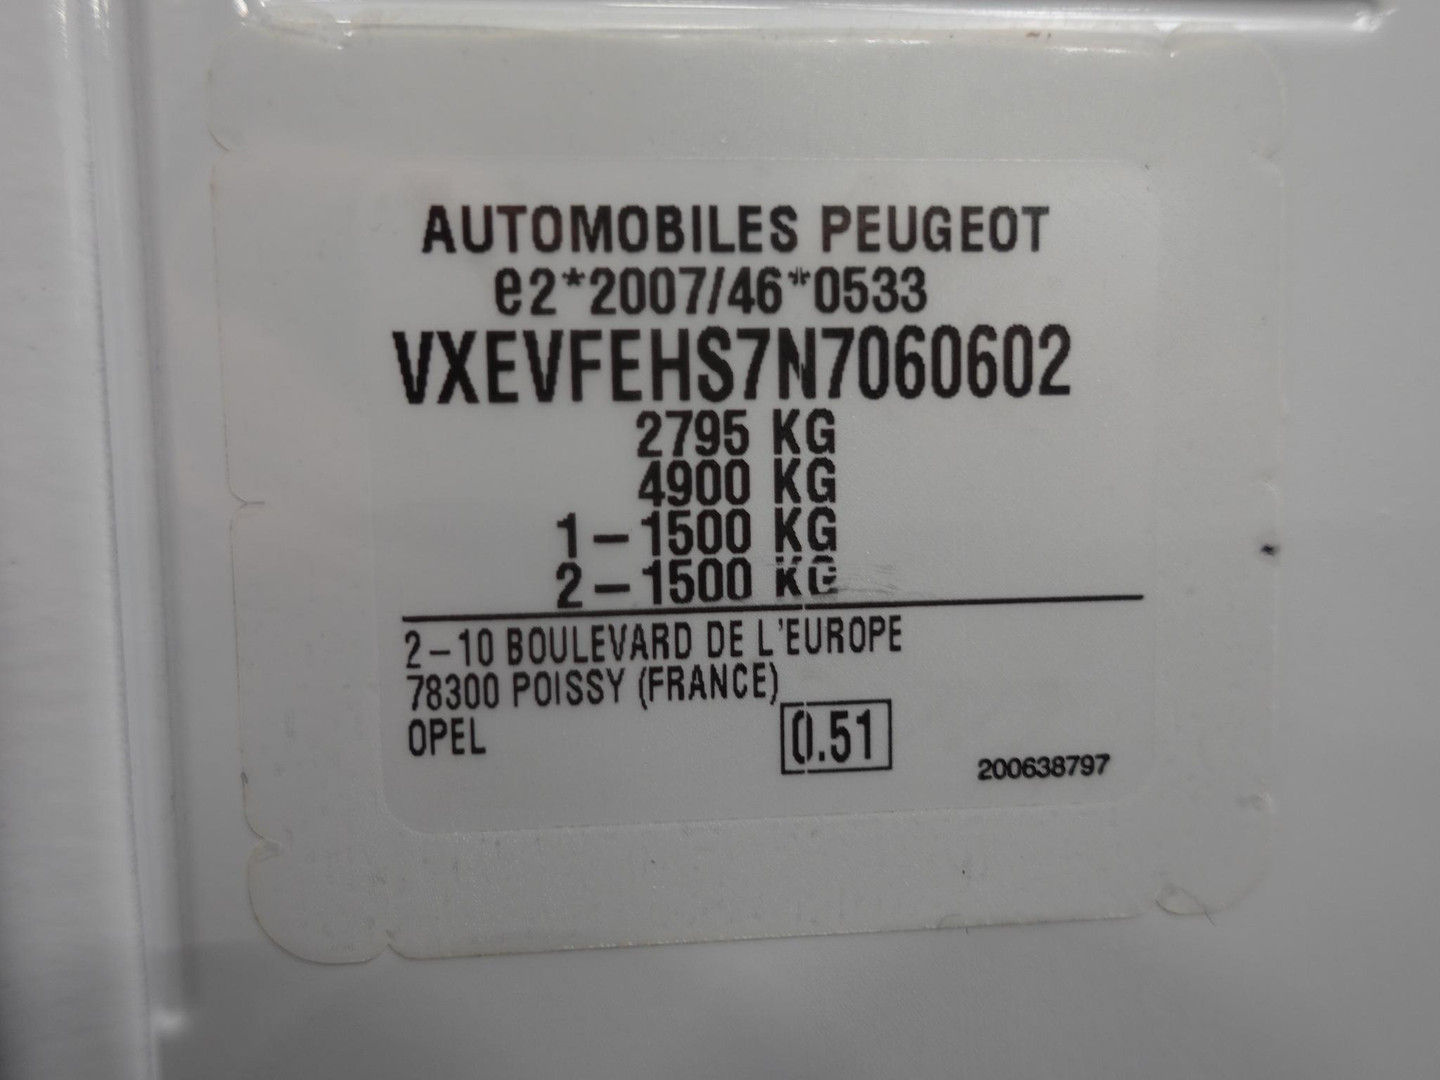 AUTOMOBILES PEUGEOT
e2*2007/46*0533
VXEVFEHS7N7060602
2795 KG
4900 KG
1-1500 KG
2-1500 KG
2-10 BOULEVARD DE L'EUROPE
78300 POISSY (FRANCE)
OPEL
0.51
200638797